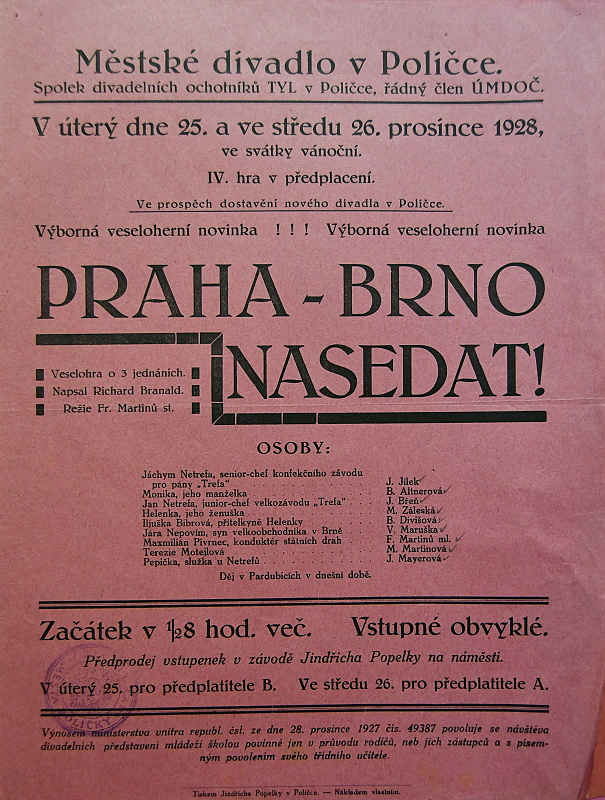 Městské divadlo v Poličce.
Spolek divadelních ochotníků TYL v Poličce, řádný člen ÚMDOČ.
V úterý dne 25. a ve středu 26. prosince 1928,
ve svátky vánoční.
IV. hra v předplacení.
Ve prospěch dostavění nového divadla v Poličce.
Výborná veseloherní novinka ! ! ! Výborná veseloherní novinka
PRAHA - BRNO
NASEDAT!
Veselohra o 3 jednáních.
Napsal Richard Branald.
Režie Fr. Martinů st.
OSOBY:
Jáchym Netrefa, senior-chef konfekčního závodu
pro pány „Trefa" . . . . . . . . . . J. Jílek
Monika, jeho manželka . . . . . . . . . . B. Altnerová
Jan Netrefa, junior-chef velkozávodu „Trefa" . . . J. Břeň
Helenka, jeho ženuška . . . . . . . . . . M. Záleská
Iljuška Bibrová, přítelkyně Helenky . . . . . B. Divišová
Jára Nepovím, syn velkoobchodníka v Brně . . . V. Maruška
Maxmilián Pivrnec, konduktér státních drah . . . F. Martinů ml.
Terezie Motejlová . . . . . . . . . . M. Martinová
Pepička, služka u Netrefů . . . . . . . . . . J. Mayerová
Děj v Pardubicích v dnešní době.
Začátek v ½8 hod. več. Vstupné obvyklé.
Předprodej vstupenek v závodě Jindřicha Popelky na náměstí.
V úterý 25. pro předplatitele B. Ve středu 26. pro předplatitele A.
Výnosem ministerstva vnitra republ. čsl. ze dne 28. prosince 1927 čís. 49387 povoluje se návštěva
divadelních představení mládeží školou povinné jen v průvodu rodičů, neb jich zástupců a s písem-
ným povolením svého třídního učitele.
Tiskem Jindřicha Popelky v Poličce. — Nákladem vlastním.